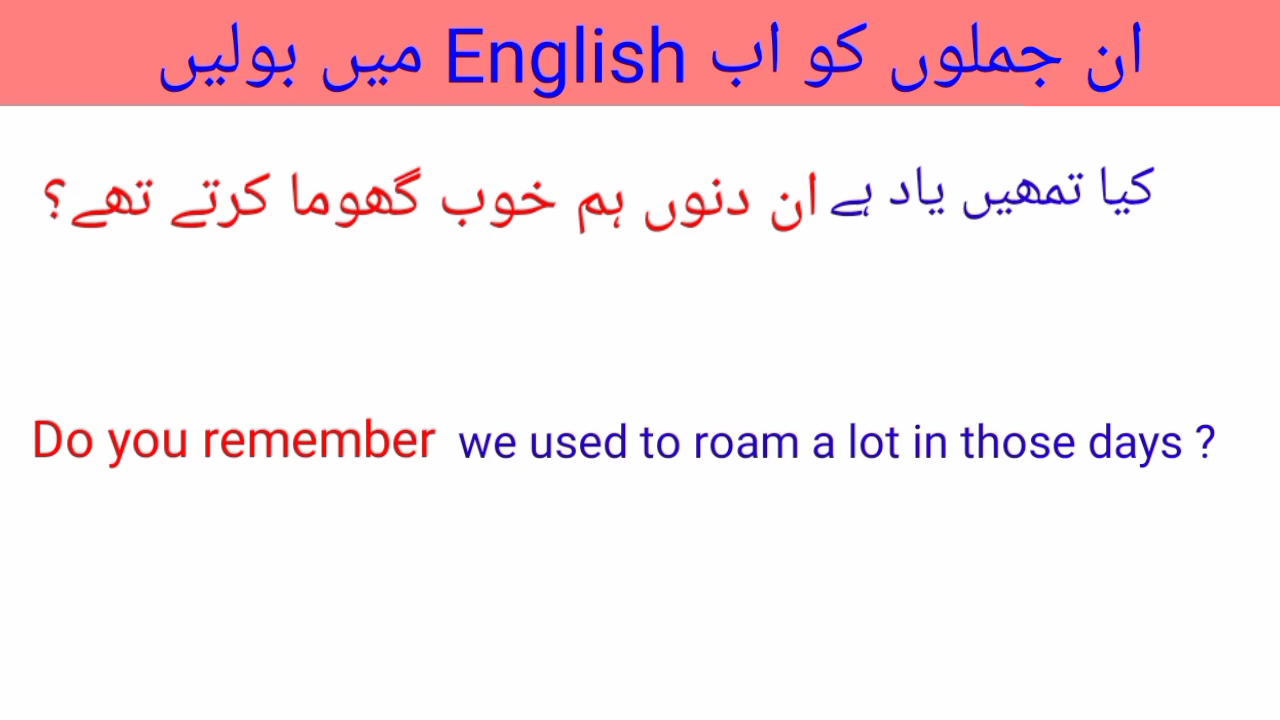 ان جملوں کو اب English میں بولیں
کیا تمھیں یاد ہے ان دنوں ہم خوب گھوما کرتے تھے؟
Do you remember we used to roam a lot in those days ?